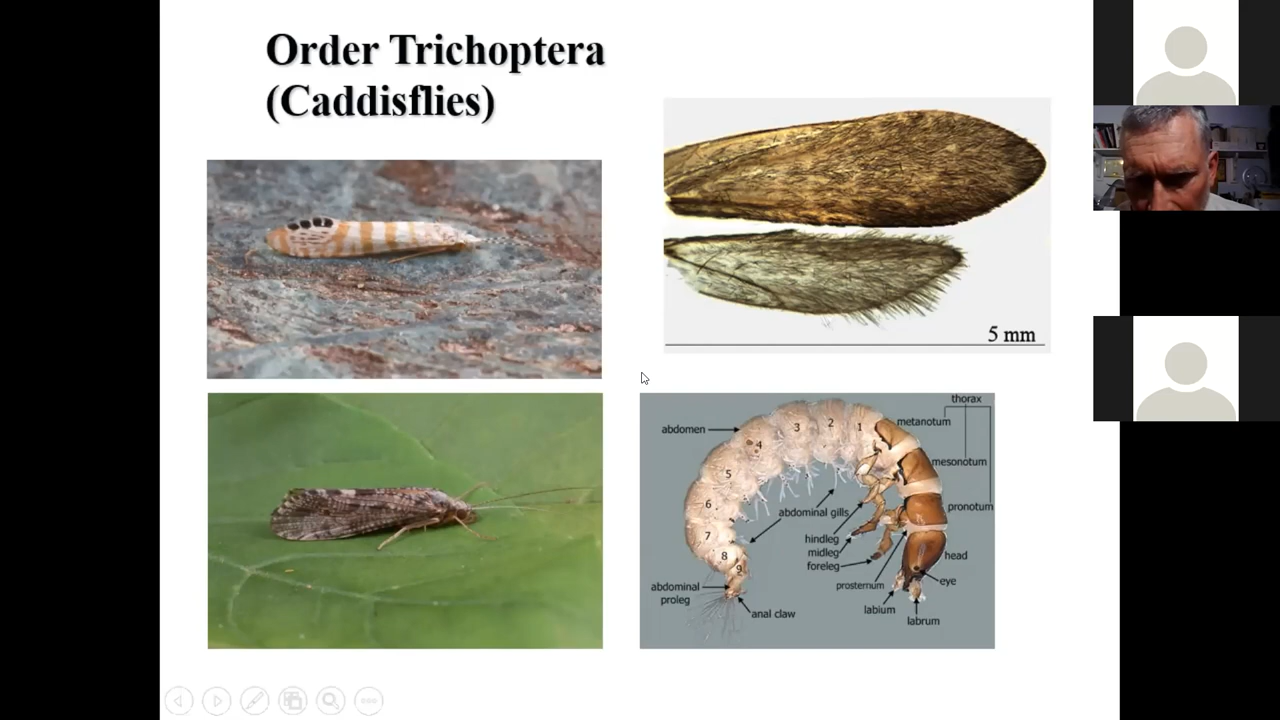 Order Trichoptera
(Caddisflies)
5 mm
thorax
metanotum
abdomen
3
2
1
4
mesonotum
5
6
pronotum
abdominal gills
7
hindleg
8
midleg
head
9
foreleg
eye
abdominal
proleg
prosternum
anal claw
labium
labrum